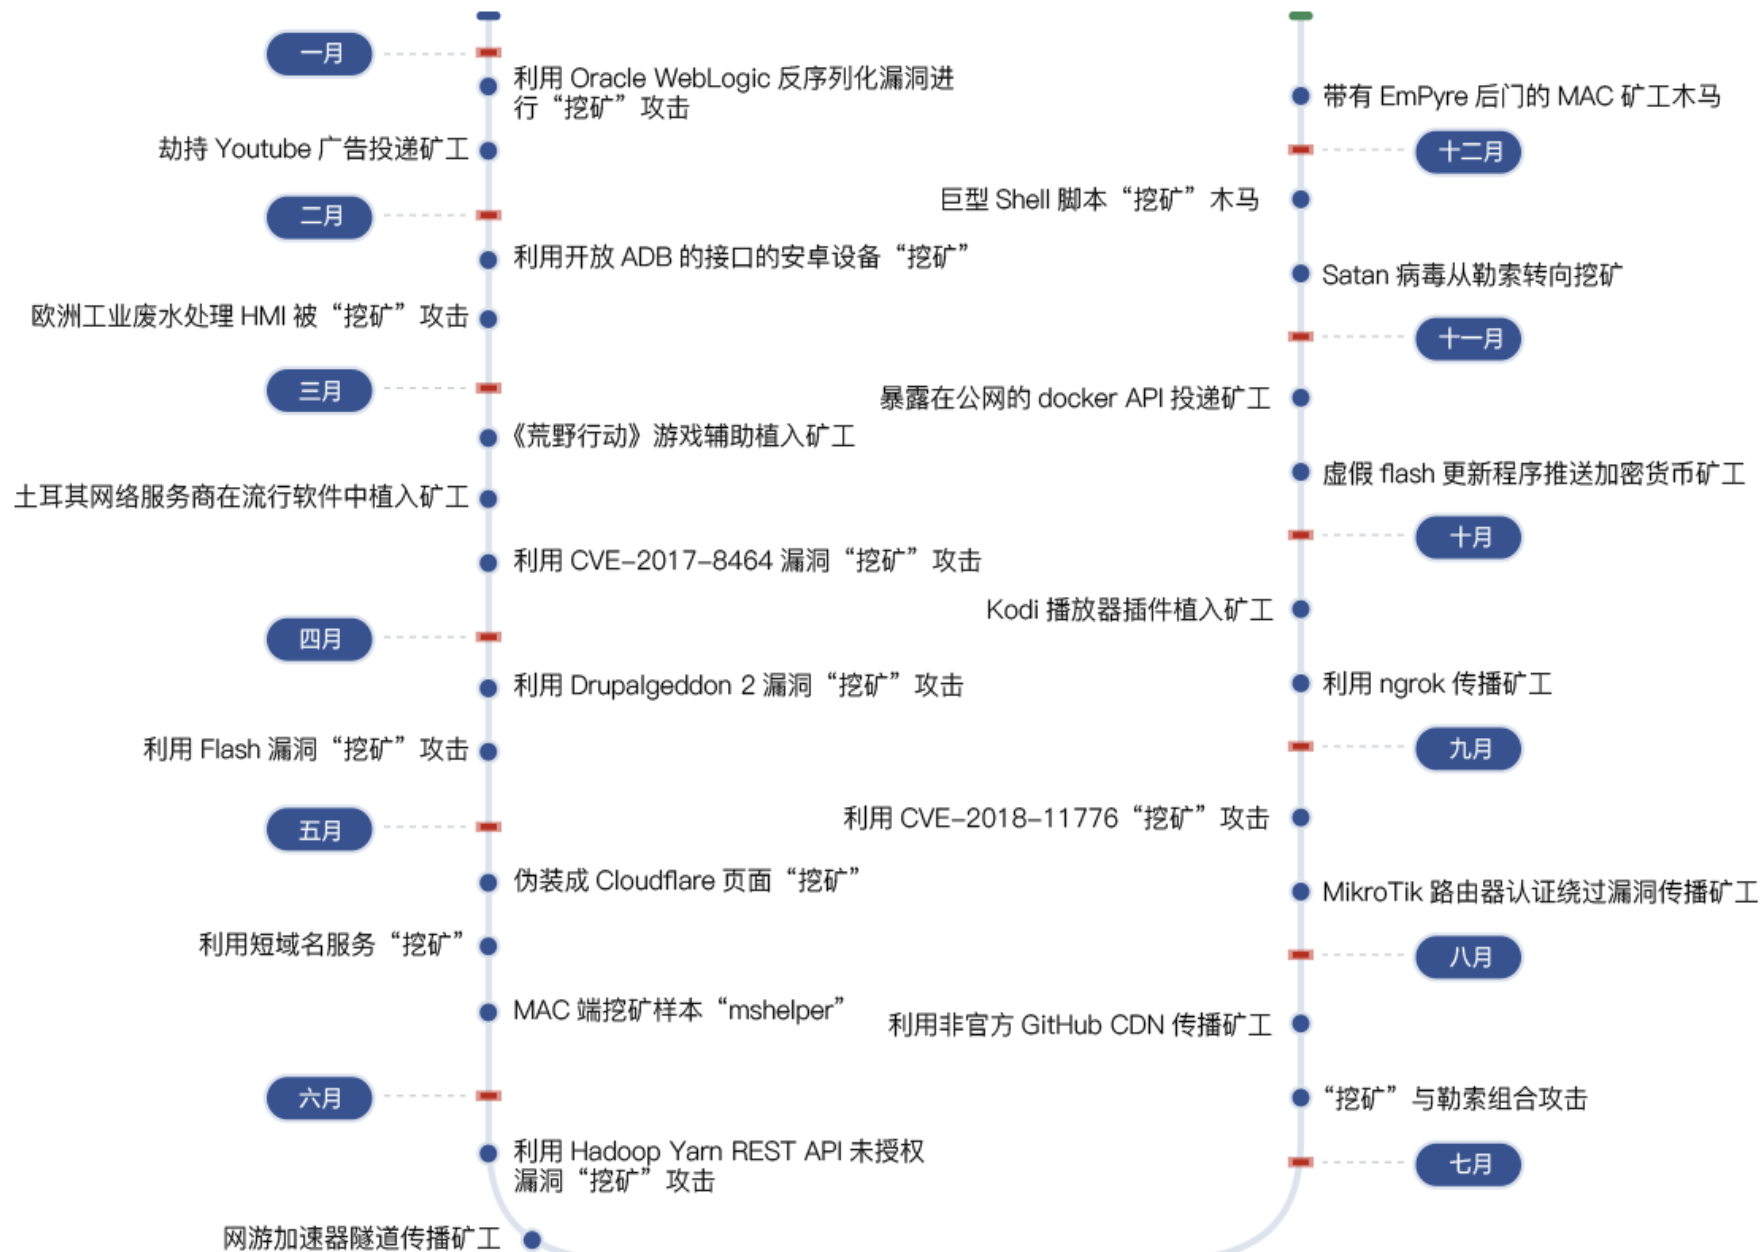 一月
利用 Oracle WebLogic 反序列化漏洞进
行“挖矿”攻击
劫持 Youtube 广告投递矿工
二月
利用开放 ADB 的接口的安卓设备“挖矿”
欧洲工业废水处理 HMI 被“挖矿”攻击
三月
《荒野行动》游戏辅助植入矿工
土耳其网络服务商在流行软件中植入矿工
利用 CVE-2017-8464 漏洞“挖矿”攻击
四月
利用 Drupalgeddon 2 漏洞“挖矿”攻击
利用 Flash 漏洞“挖矿”攻击
五月
伪装成 Cloudflare 页面“挖矿”
利用短域名服务“挖矿”
MAC 端挖矿样本“mshelper”
六月
利用 Hadoop Yarn REST API 未授权
漏洞“挖矿”攻击
网游加速器隧道传播矿工
七月
“挖矿”与勒索组合攻击
利用非官方 GitHub CDN 传播矿工
八月
MikroTik 路由器认证绕过漏洞传播矿工
利用 CVE-2018-11776“挖矿”攻击
九月
利用 ngrok 传播矿工
Kodi 播放器插件植入矿工
十月
虚假 flash 更新程序推送加密货币矿工
暴露在公网的 docker API 投递矿工
十一月
Satan 病毒从勒索转向挖矿
巨型 Shell 脚本“挖矿”木马
十二月
带有 EmPyre 后门的 MAC 矿工木马